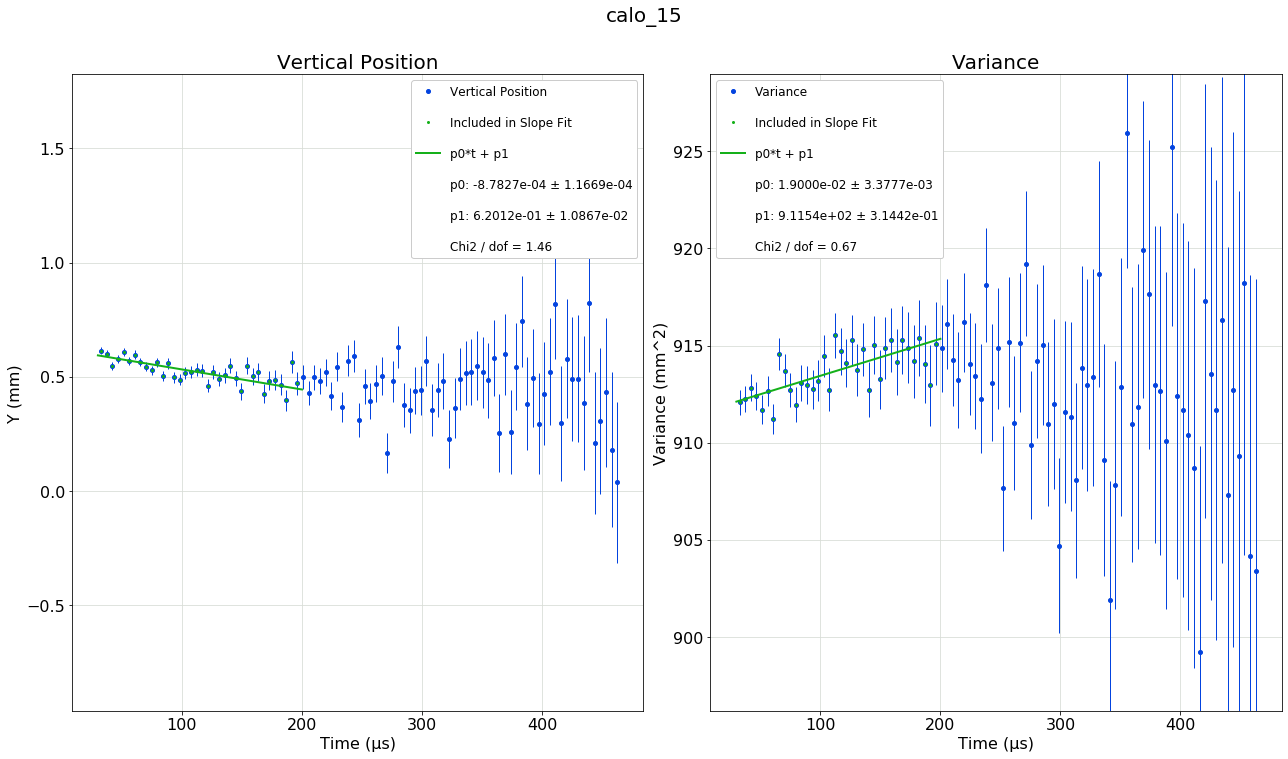 calo_15
Vertical Position
Vertical Position
Included in Slope Fit
p0*t + p1
p0: -8.7827e-04 ± 1.1669e-04
p1: 6.2012e-01 ± 1.0867e-02
Chi2 / dof = 1.46
1.5
1.0
0.5
0.0
−0.5
Y (mm)
100
200
300
400
Time (μs)
Variance
Variance
Included in Slope Fit
p0*t + p1
p0: 1.9000e-02 ± 3.3777e-03
p1: 9.1154e+02 ± 3.1442e-01
Chi2 / dof = 0.67
925
920
915
910
905
900
Variance (mm^2)
100
200
300
400
Time (μs)